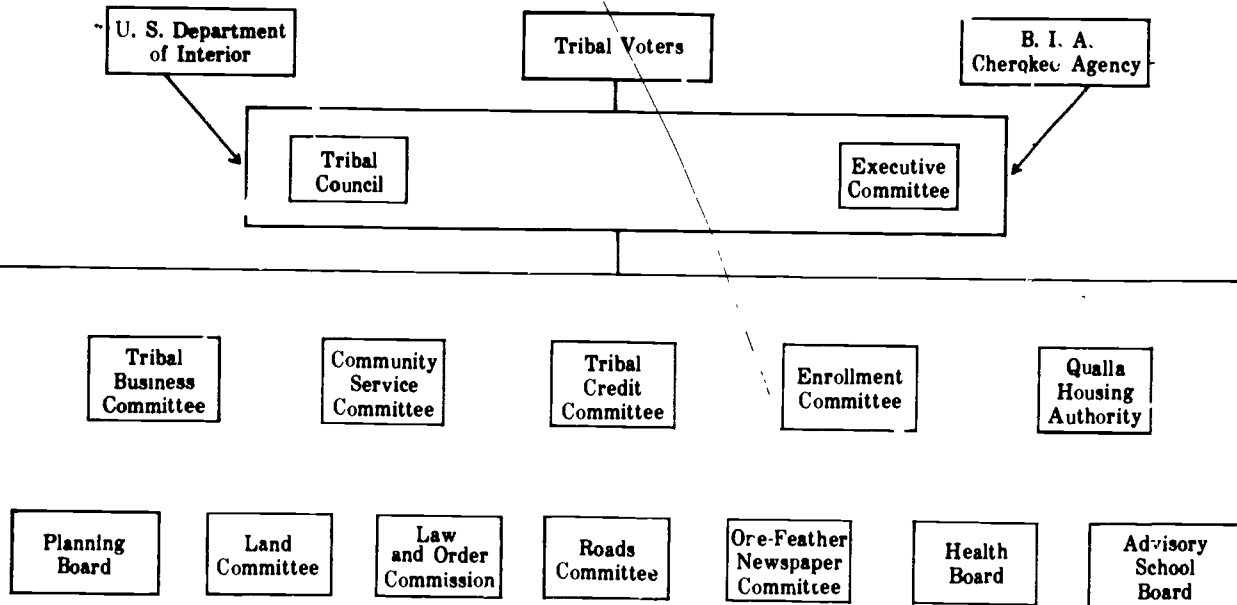 U. S. Department
of Interior
Tribal Voters
B. I. A.
Cherokee Agency
Tribal
Council
Executive
Committee
Tribal
Business
Committee
Community
Service
Committee
Tribal
Credit
Committee
Enrollment
Committee
Qualla
Housing
Authority
Planning
Board
Land
Committee
Law
and Order
Commission
Roads
Committee
Ore-Feather
Newspaper
Committee
Health
Board
Advisory
School
Board